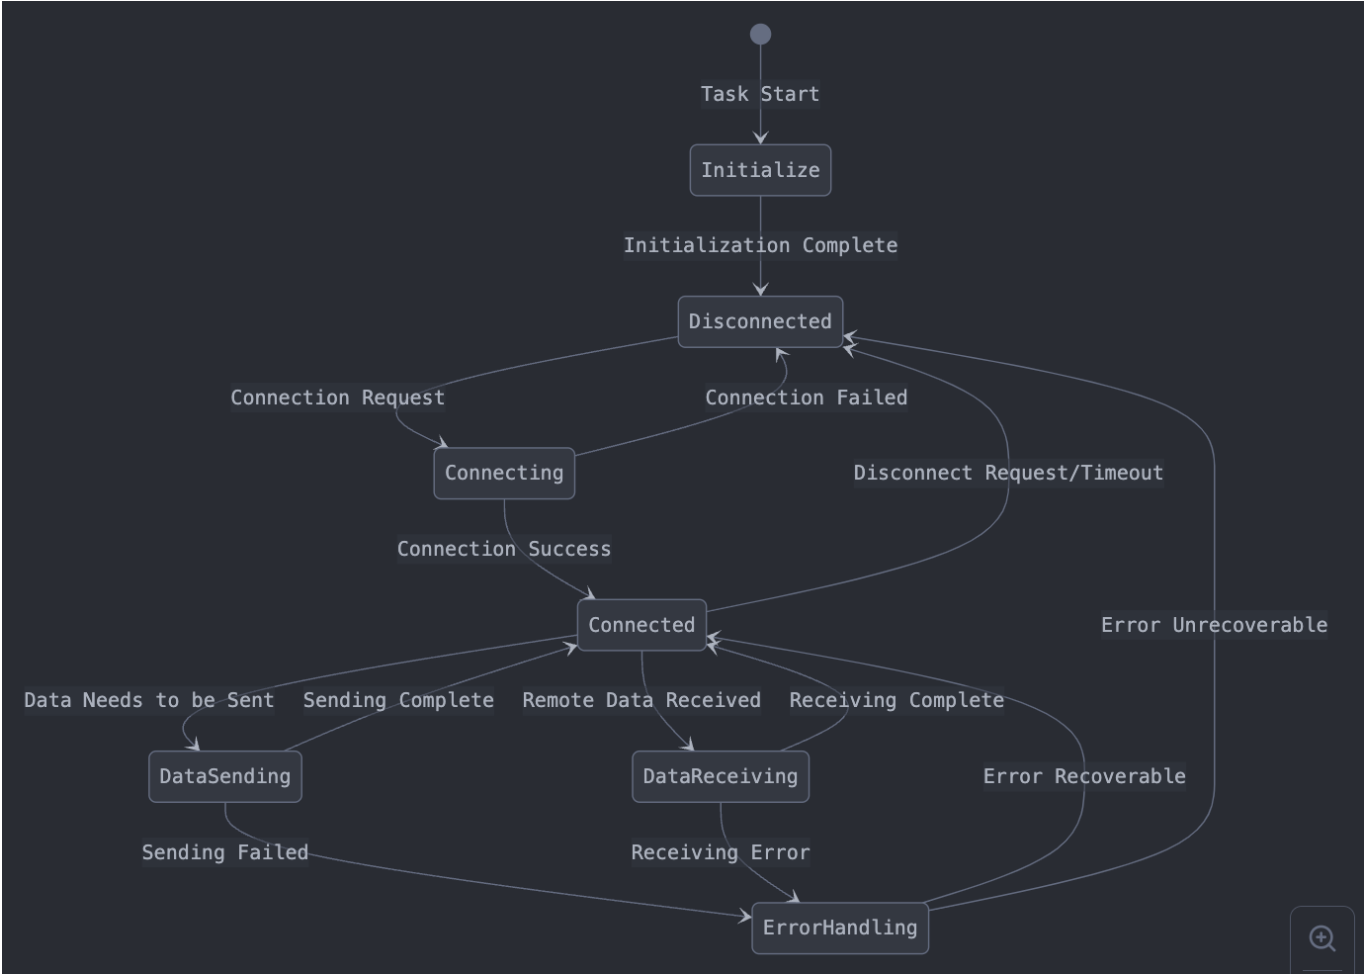 Task Start
Initialize
Initialization Complete
Disconnected
Connection Request
Connection Failed
Connecting
Disconnect Request/Timeout
Connection Success
Connected
Error Unrecoverable
Data Needs to be Sent
Sending Complete
Remote Data Received
Receiving Complete
DataSending
DataReceiving
Error Recoverable
Sending Failed
Receiving Error
ErrorHandling